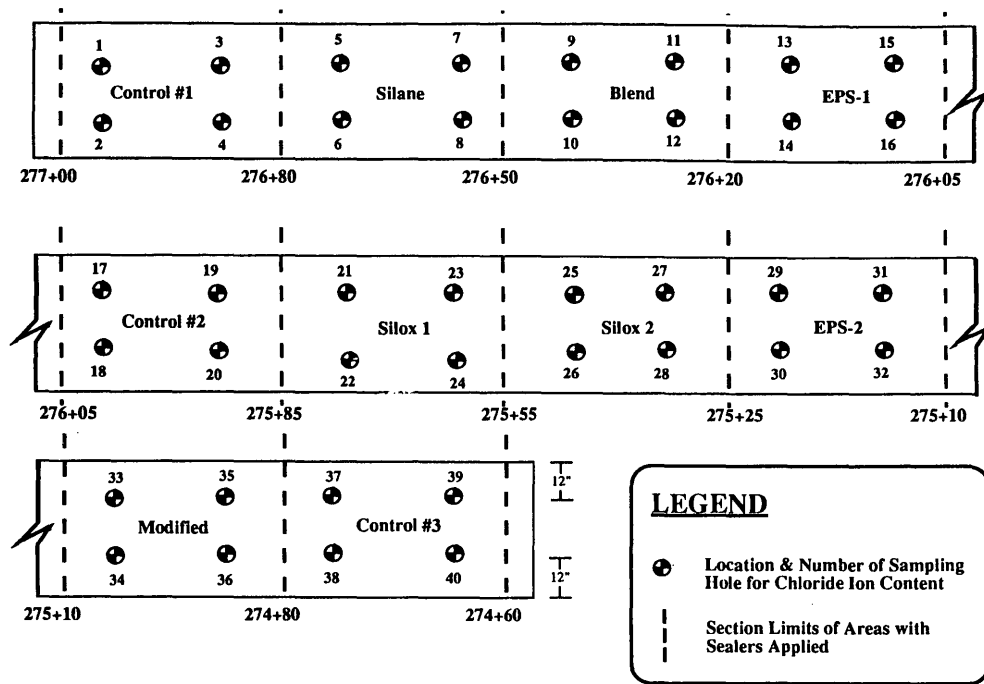 1 3 5 7 9 11 13 15
Control #1 Silane Blend EPS-1
2 4 6 8 10 12 14 16
277+00 276+80 276+50 276+20 276+05
17 19 21 23 25 27 29 31
Control #2 Silox 1 Silox 2 EPS-2
18 20 22 24 26 28 30 32
276+05 275+85 275+55 275+25 275+10
33 35 37 39 12"
Modified Control #3
34 36 38 40 12"
275+10 274+80 274+60
LEGEND
Location & Number of Sampling
Hole for Chloride Ion Content
Section Limits of Areas with
Sealers Applied